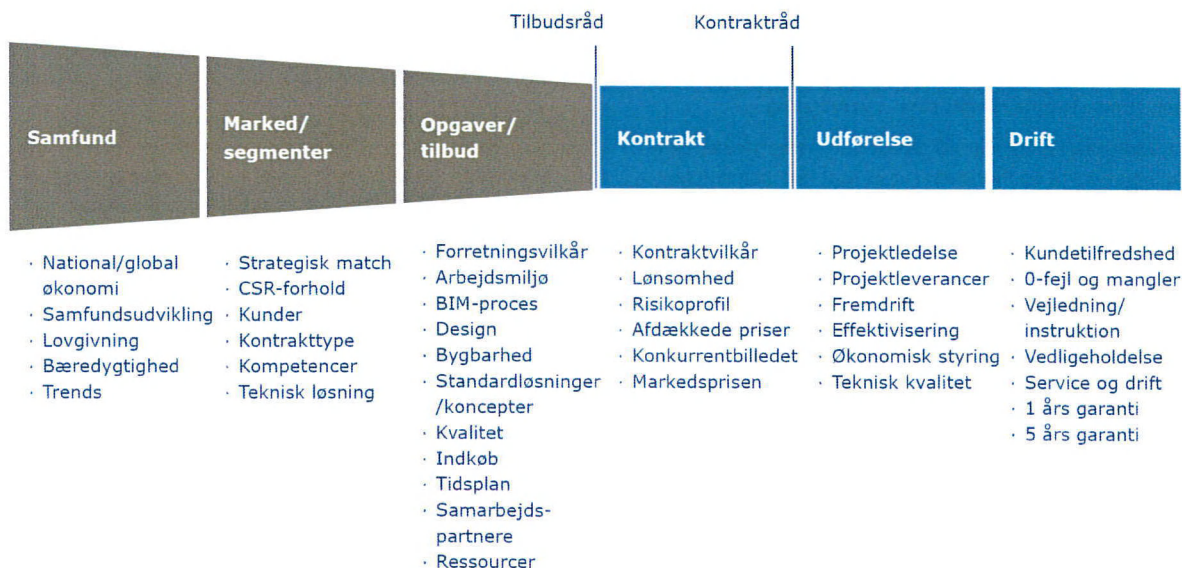 Tilbudsråd
Kontraktråd
Samfund
Marked/
segmenter
Opgaver/
tilbud
Kontrakt
Udførelse
Drift
· National/global
økonomi
· Samfundsudvikling
· Lovgivning
· Bæredygtighed
· Trends
· Strategisk match
· CSR-forhold
· Kunder
· Kontrakttype
· Kompetencer
· Teknisk løsning
· Forretningsvilkår
· Arbejdsmiljø
· BIM-proces
· Design
· Bygbarhed
· Standardløsninger
/koncepter
· Kvalitet
· Indkøb
· Tidsplan
· Samarbejds-
partnere
· Ressourcer
· Kontraktvilkår
· Lønsomhed
· Risikoprofil
· Afdækkede priser
· Konkurrentbilledet
· Markedsprisen
· Projektledelse
· Projektleverancer
· Fremdrift
· Effektivisering
· Økonomisk styring
· Teknisk kvalitet
· Kundetilfredshed
· 0-fejl og mangler
· Vejledning/
instruktion
· Vedligeholdelse
· Service og drift
· 1 års garanti
· 5 års garanti